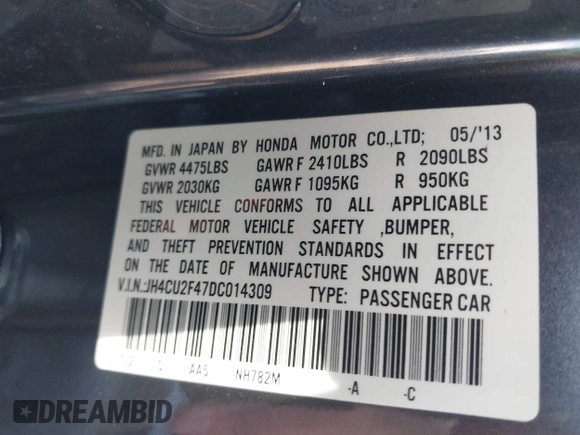 MFD. IN JAPAN BY HONDA MOTOR CO.,LTD; 05/'13
GVWR 4475LBS GAWR F 2410LBS R 2090LBS
GVWR 2030KG GAWR F 1095KG R 950KG
THIS VEHICLE CONFORMS TO ALL APPLICABLE
FEDERAL MOTOR VEHICLE SAFETY ,BUMPER,
AND THEFT PREVENTION STANDARDS IN EFFECT
ON THE DATE OF MANUFACTURE SHOWN ABOVE.
V.I.N.:JH4CU2F47DC014309 TYPE: PASSENGER CAR
AA5 NH782M -A -C
DREAMBID